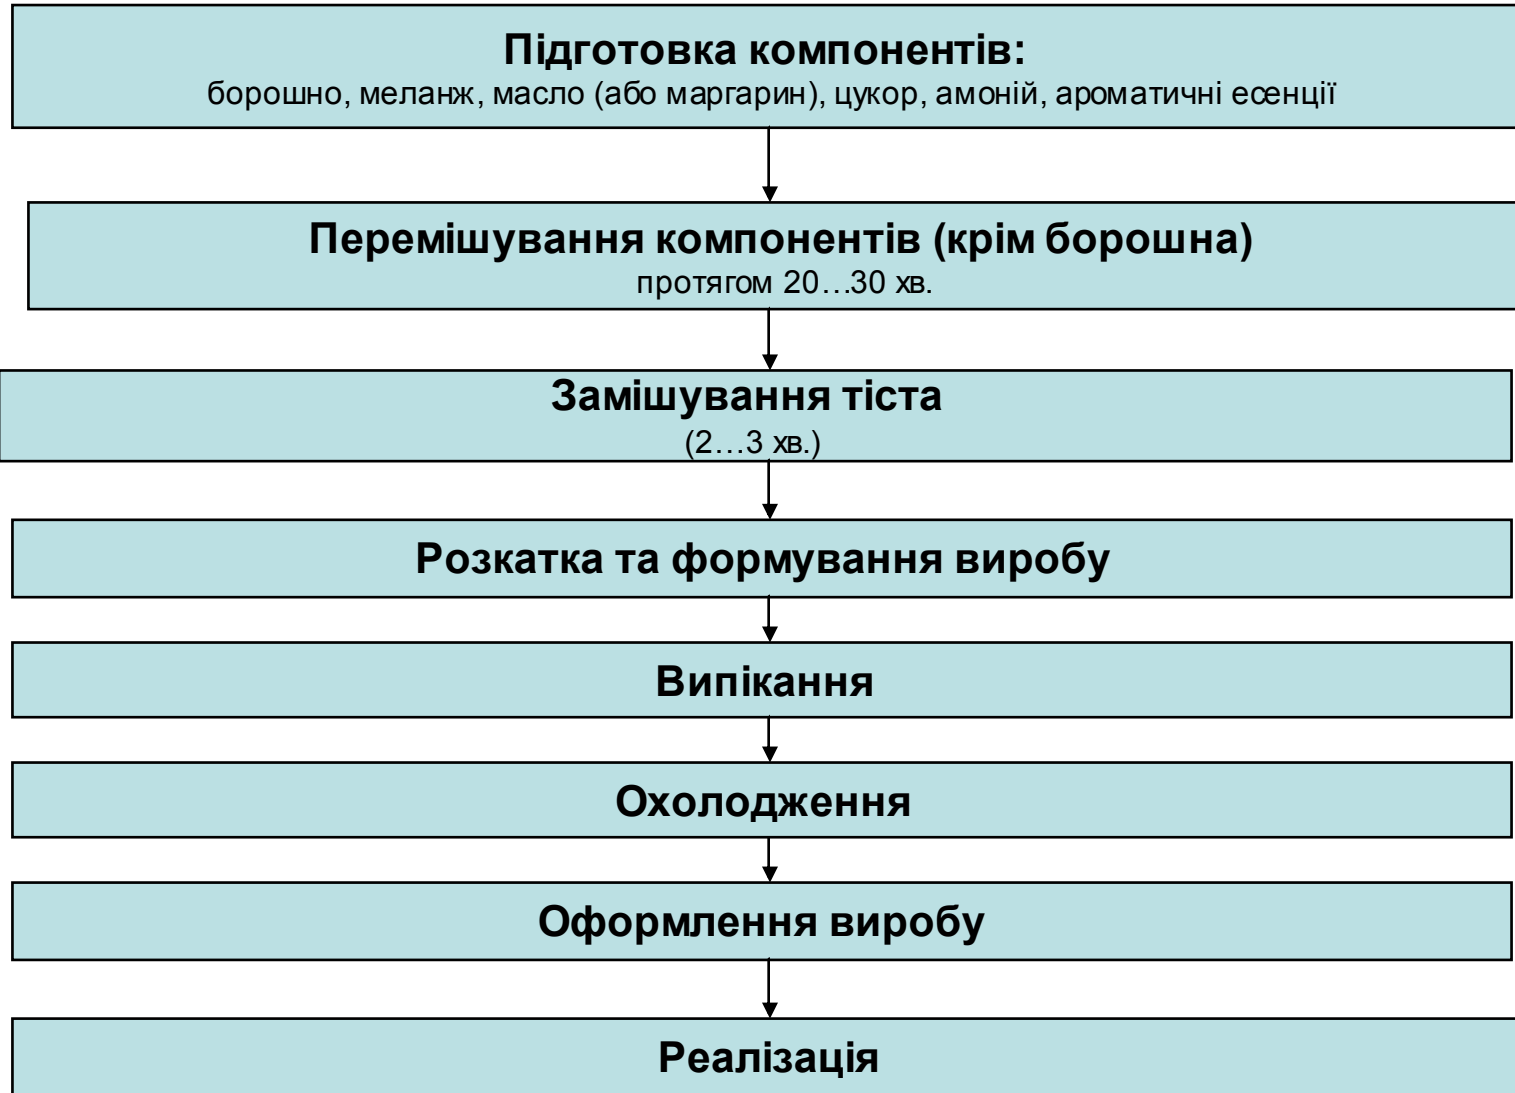 Підготовка компонентів:
борошно, меланж, масло (або маргарин), цукор, амоній, ароматичні есенції
Перемішування компонентів (крім борошна)
протягом 20…30 хв.
Замішування тіста
(2…3 хв.)
Розкатка та формування виробу
Випікання
Охолодження
Оформлення виробу
Реалізація